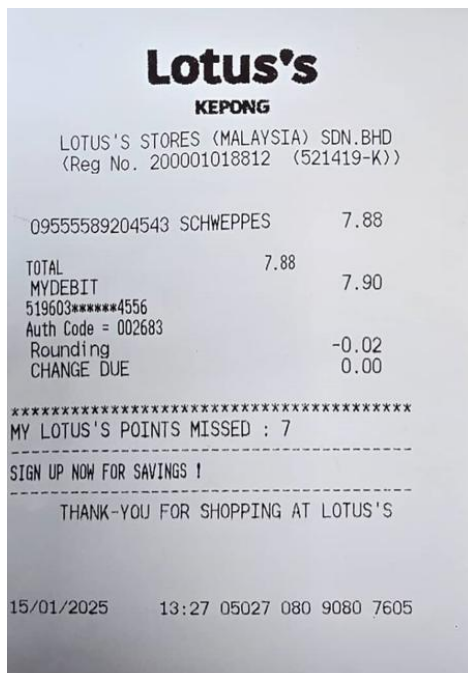 Lotus's
KEPONG
LOTUS'S STORES (MALAYSIA) SDN.BHD
(Reg No. 200001018812 (521419-K))
09555589204543 SCHWEPPES 7.88
TOTAL 7.88
MYDEBIT 7.90
519603******4556
Auth Code = 002683
Rounding -0.02
CHANGE DUE 0.00
****************************************
MY LOTUS'S POINTS MISSED : 7
----------------------------------------
SIGN UP NOW FOR SAVINGS !
----------------------------------------
THANK-YOU FOR SHOPPING AT LOTUS'S
15/01/2025 13:27 05027 080 9080 7605